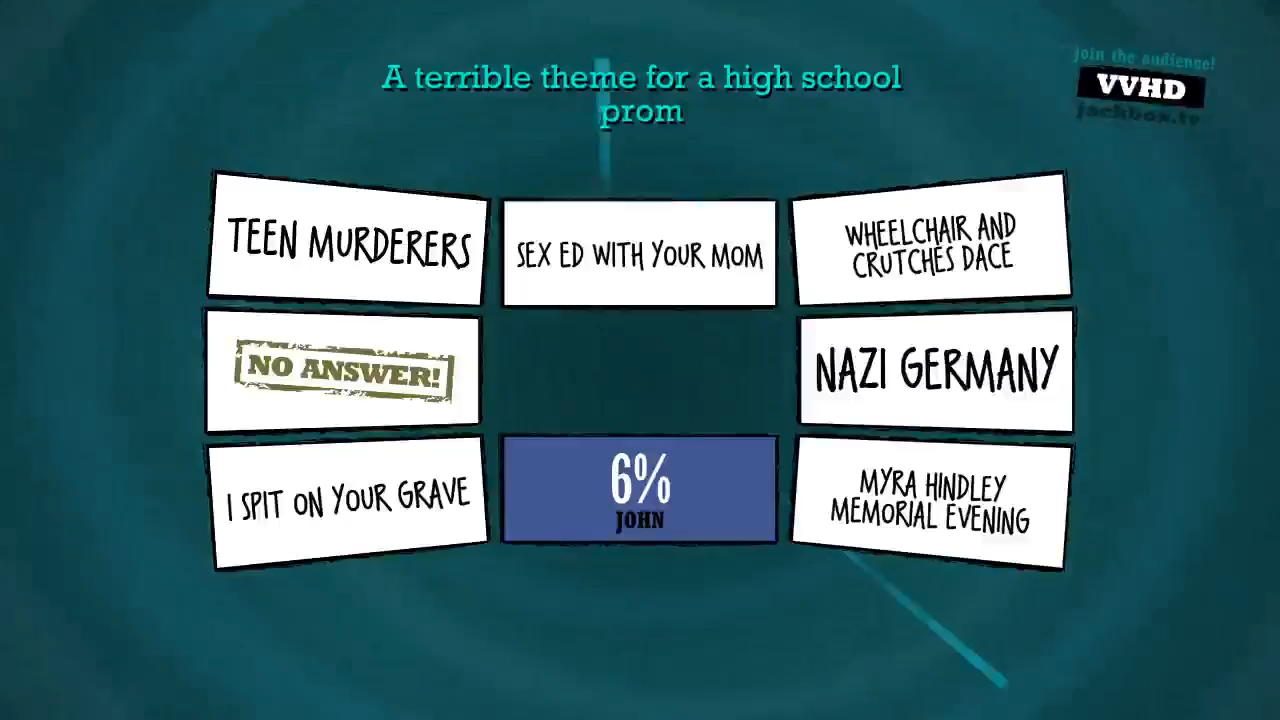 A terrible theme for a high school
prom
join the audience!
VVHD
jackbox.tv
TEEN MURDERERS
SEX ED WITH YOUR MOM
WHEELCHAIR AND
CRUTCHES DACE
NO ANSWER!
NAZI GERMANY
I SPIT ON YOUR GRAVE
6%
JOHN
MYRA HINDLEY
MEMORIAL EVENING